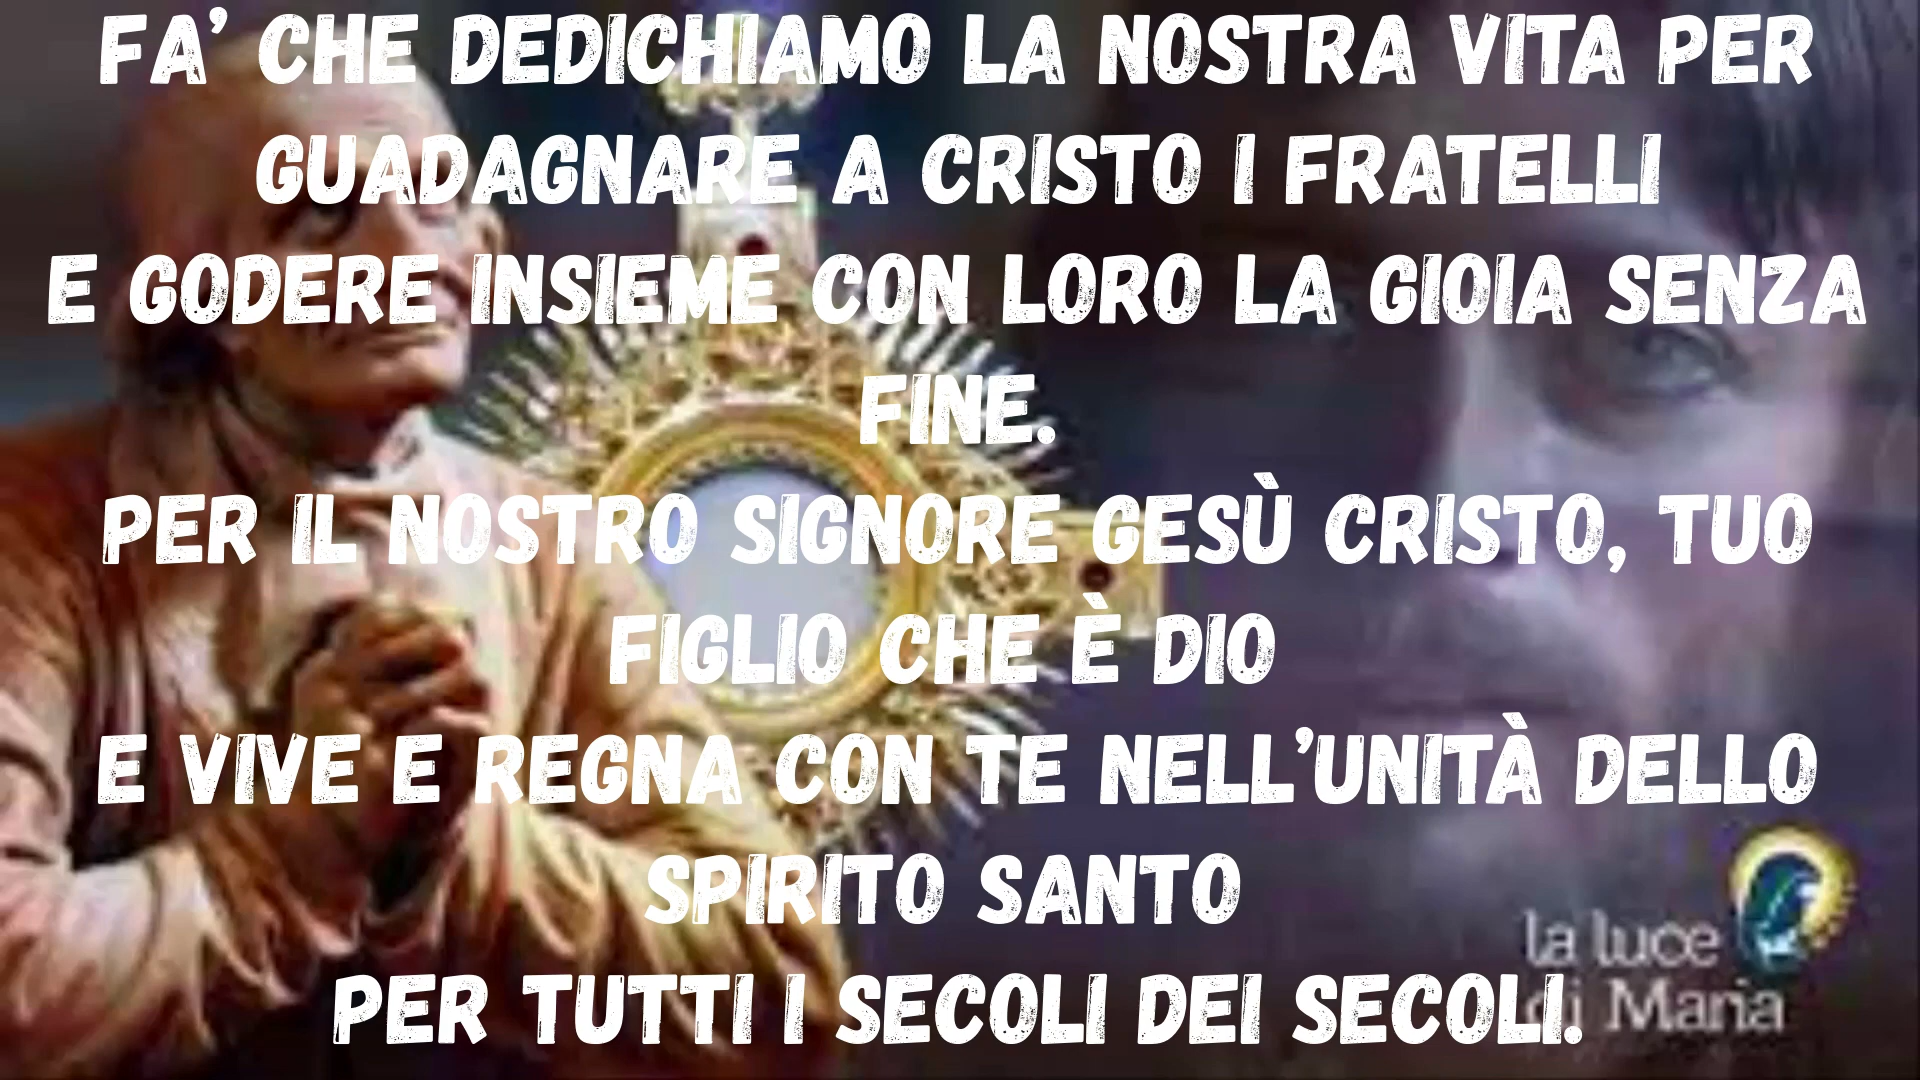 FA’ CHE DEDICHIAMO LA NOSTRA VITA PER
GUADAGNARE A CRISTO I FRATELLI
E GODERE INSIEME CON LORO LA GIOIA SENZA
FINE.
PER IL NOSTRO SIGNORE GESÙ CRISTO, TUO
FIGLIO CHE È DIO
E VIVE E REGNA CON TE NELL’UNITÀ DELLO
SPIRITO SANTO
PER TUTTI I SECOLI DEI SECOLI.
la luce
di Maria